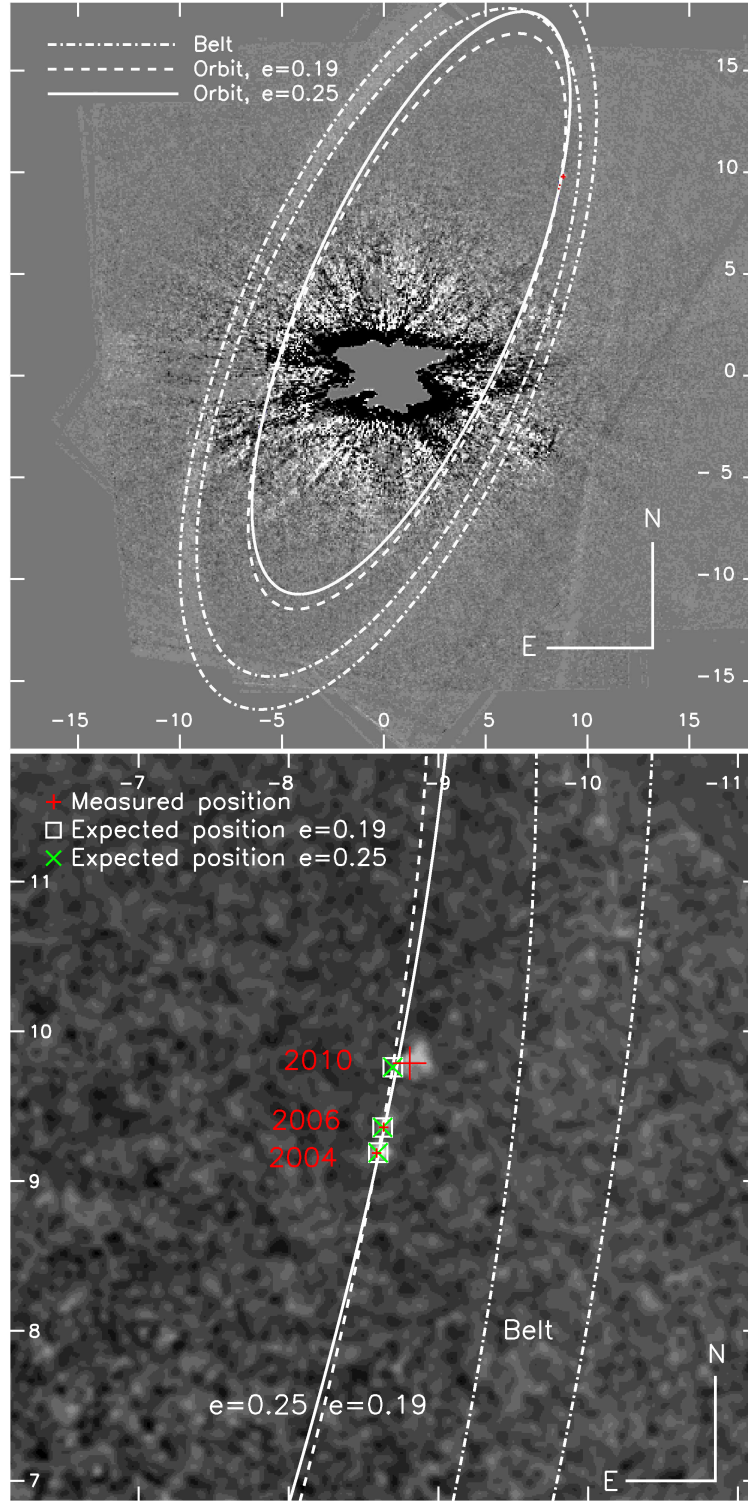 Belt
Orbit, e=0.19
Orbit, e=0.25
15
10
5
0
- 5
-10
-15
N
E
-15 -10 -5 0 5 10 15
-7 -8 -9 -10 -11
Measured position
Expected position e=0.19
Expected position e=0.25
11
10
2010
2006
2004
9
8
Belt
N
e=0.25 e=0.19
E
7